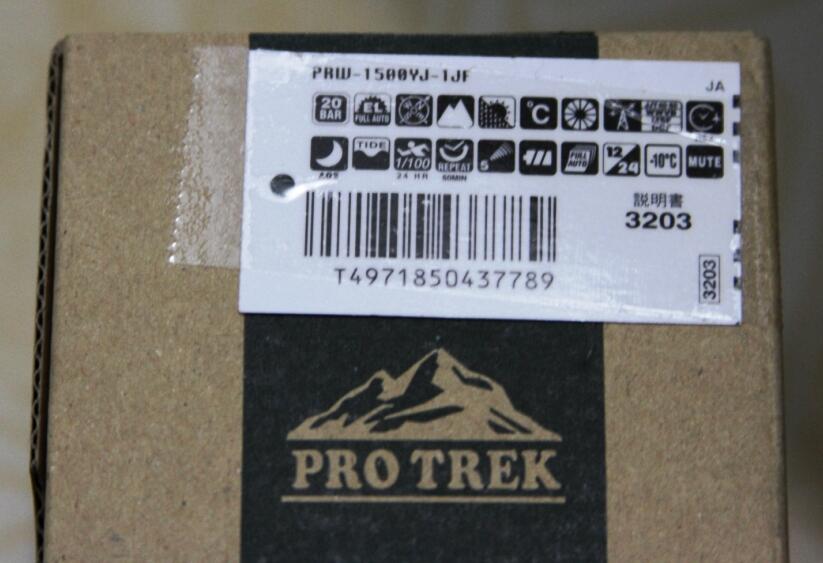 PRW-1500YJ-1JF
JA
20 BAR
EL FULL AUTO
°C
TIDE
1/100
24 HR
REPEAT
60MIN
5
FULL AUTO
12/24
-10°C
MUTE
説明書
3203
T4971850437789
3203
PRO TREK